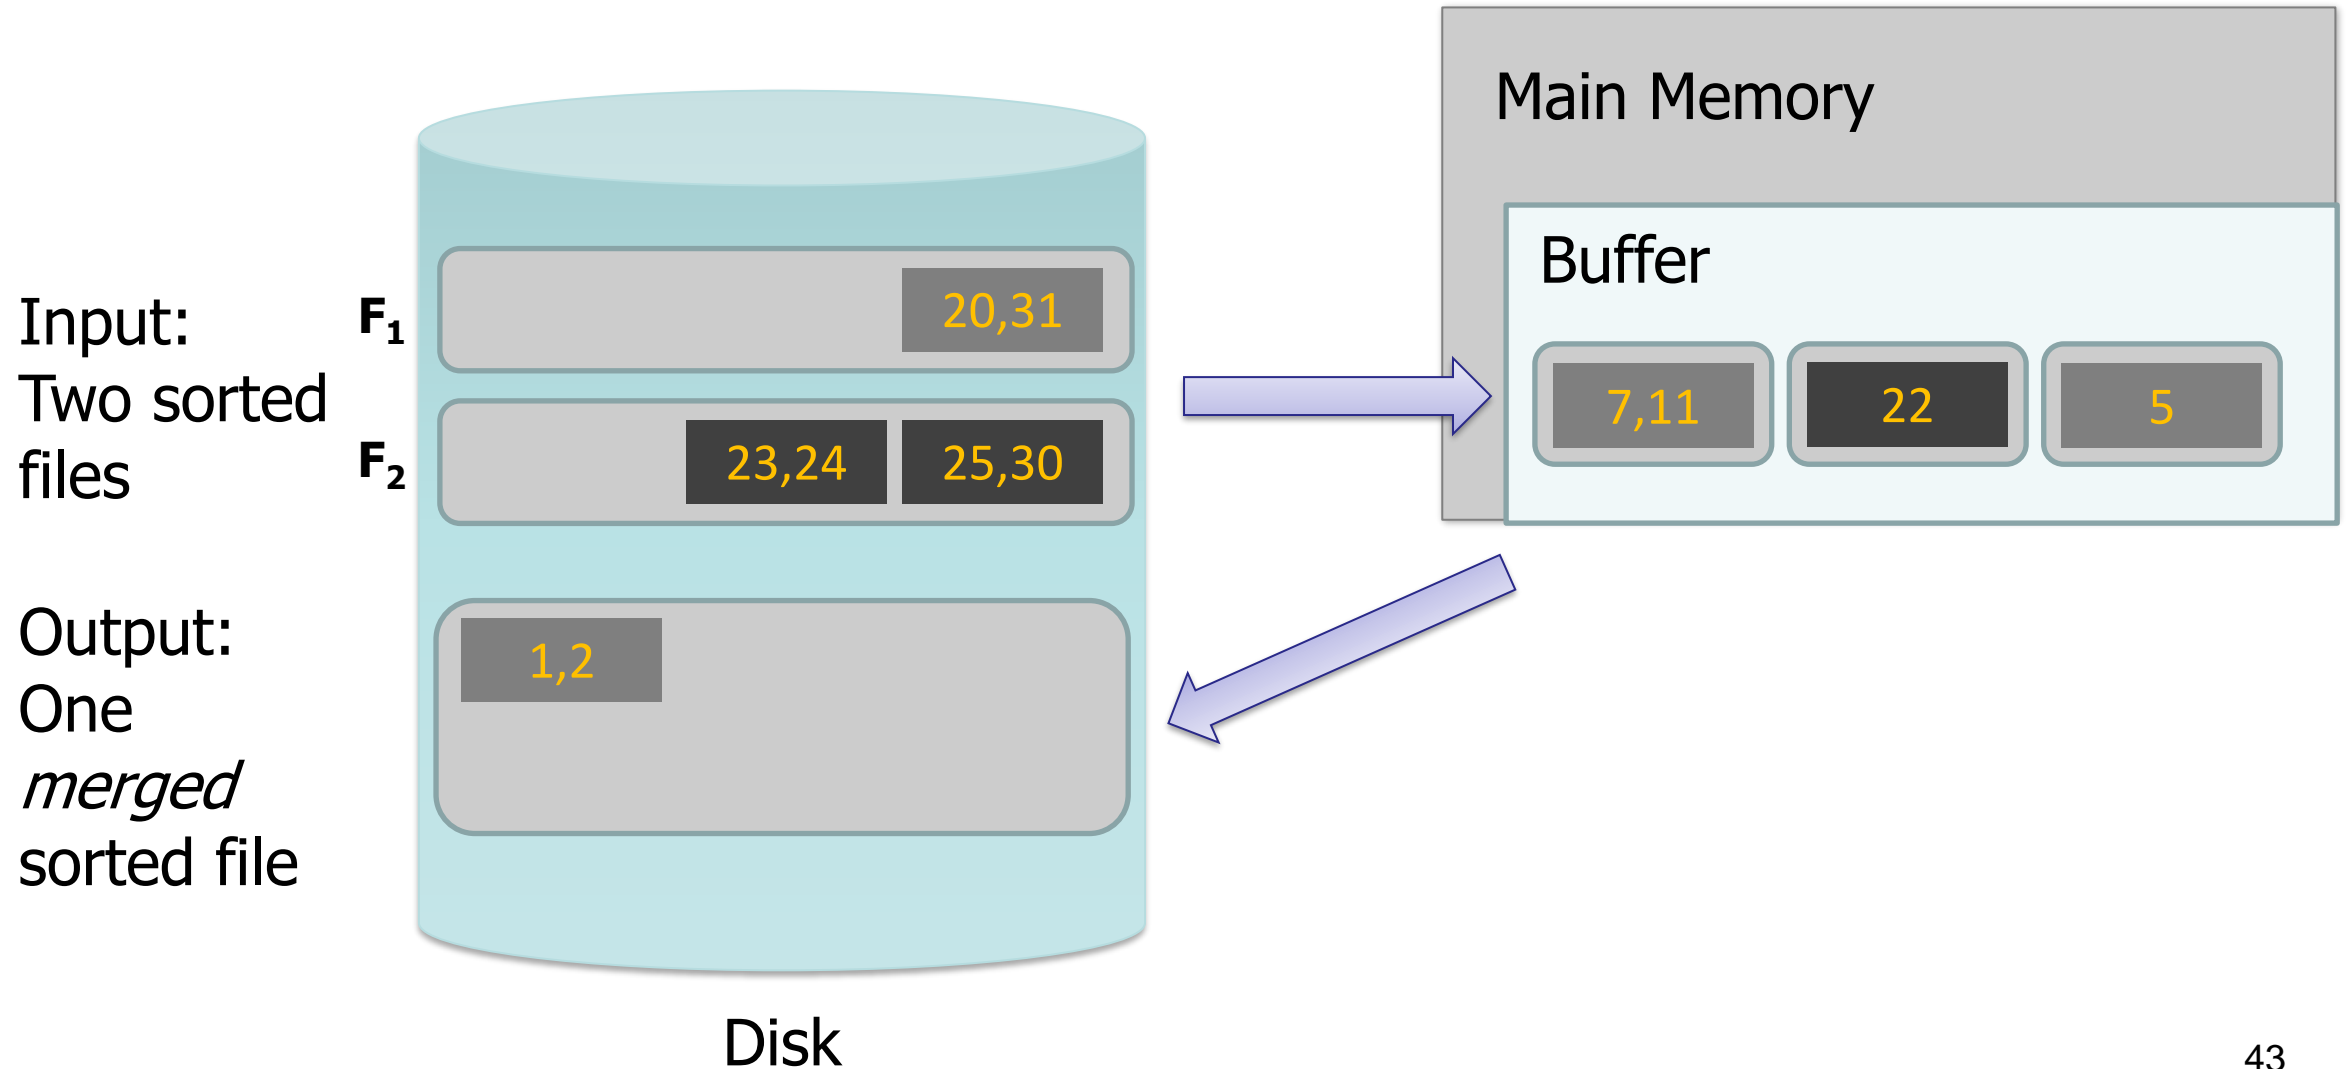 Main Memory
Buffer
7,11
22
5
Input:
Two sorted
files
F₁
20,31
F₂
23,24
25,30
Output:
One
merged
sorted file
1,2
Disk
43